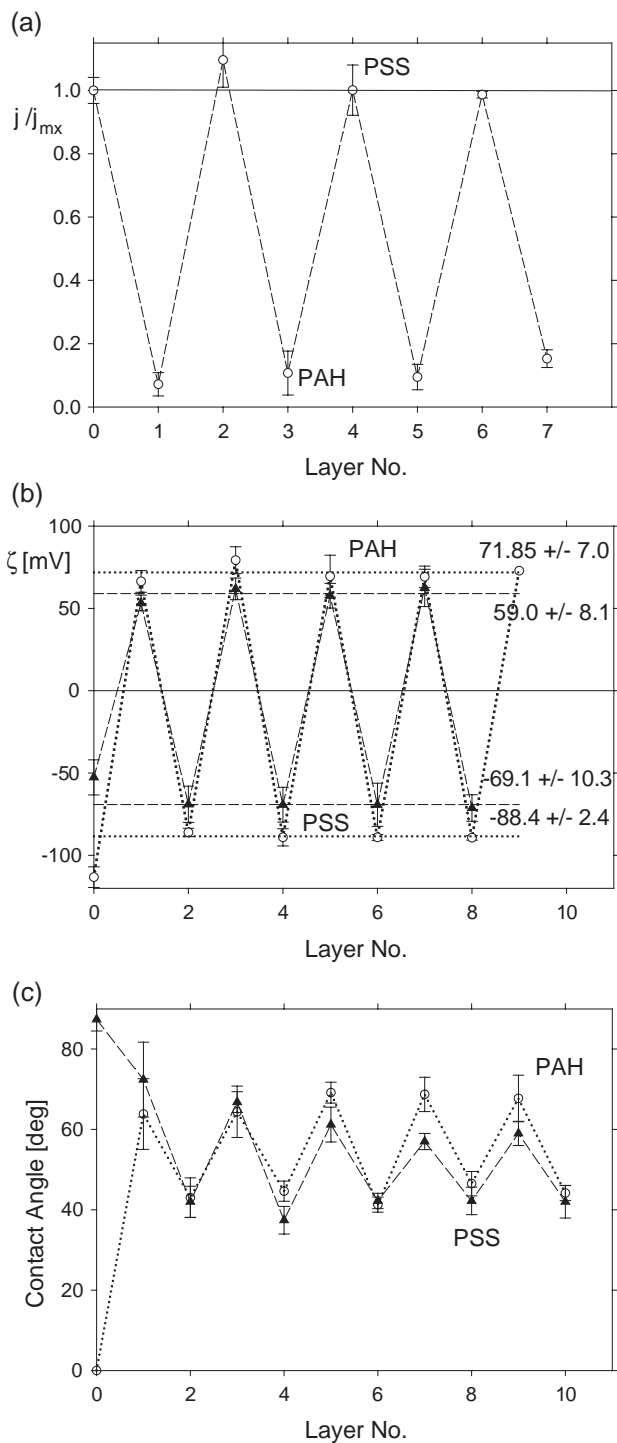 (a)
PSS
1.0
j /jmx
0.8
0.6
0.4
0.2
PAH
0.0
0 1 2 3 4 5 6 7
Layer No.
(b)
100
PAH
71.85 +/- 7.0
ζ [mV]
50
59.0 +/- 8.1
0
-50
-69.1 +/- 10.3
PSS
-88.4 +/- 2.4
-100
0 2 4 6 8 10
Layer No.
(c)
80
PAH
60
Contact Angle [deg]
40
PSS
20
0
0 2 4 6 8 10
Layer No.